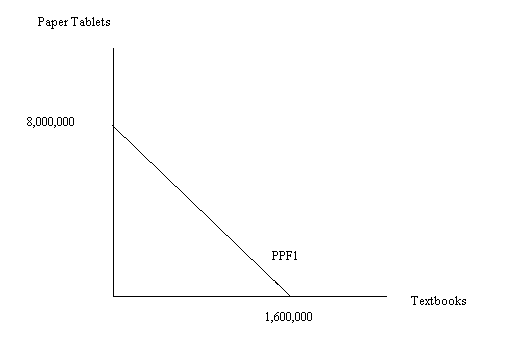 Paper Tablets
8,000,000
PPF1
Textbooks
1,600,000